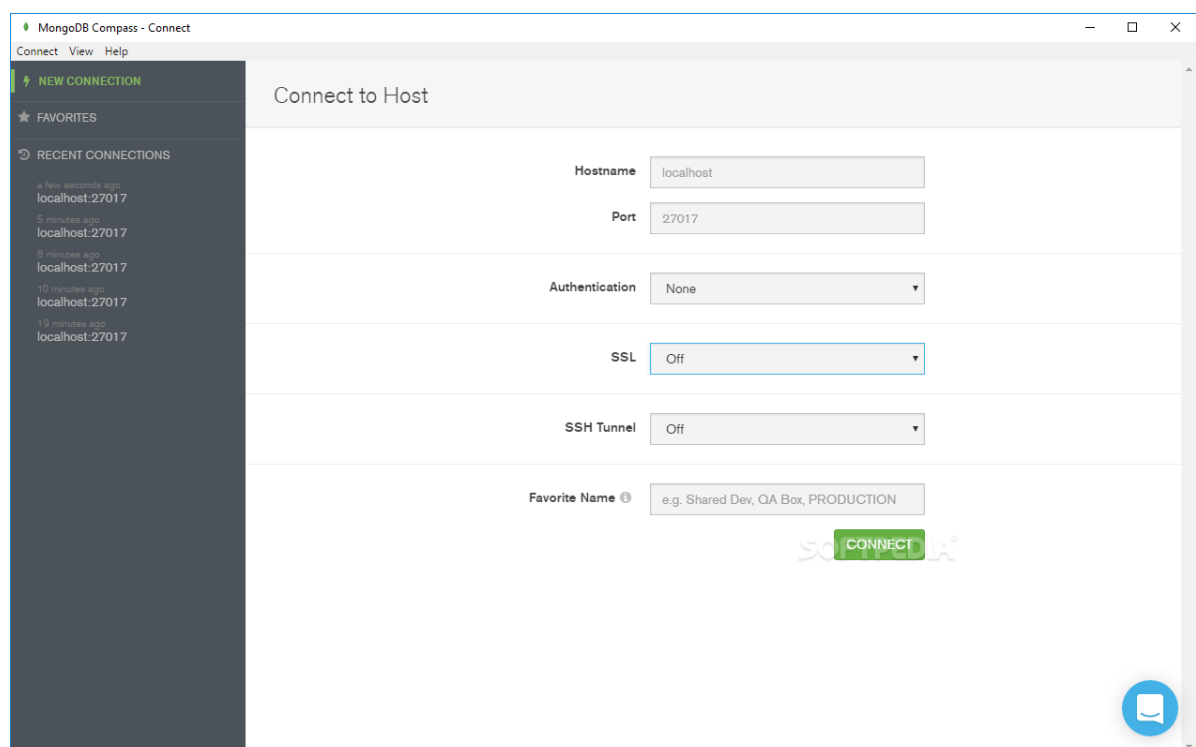 MongoDB Compass - Connect
Connect View Help
NEW CONNECTION
FAVORITES
RECENT CONNECTIONS
a few seconds ago
localhost:27017
5 minutes ago
localhost:27017
8 minutes ago
localhost:27017
10 minutes ago
localhost:27017
19 minutes ago
localhost:27017
Connect to Host
Hostname localhost
Port 27017
Authentication None
SSL Off
SSH Tunnel Off
Favorite Name e.g. Shared Dev, QA Box, PRODUCTION
CONNECT
SOFTPEDIA®